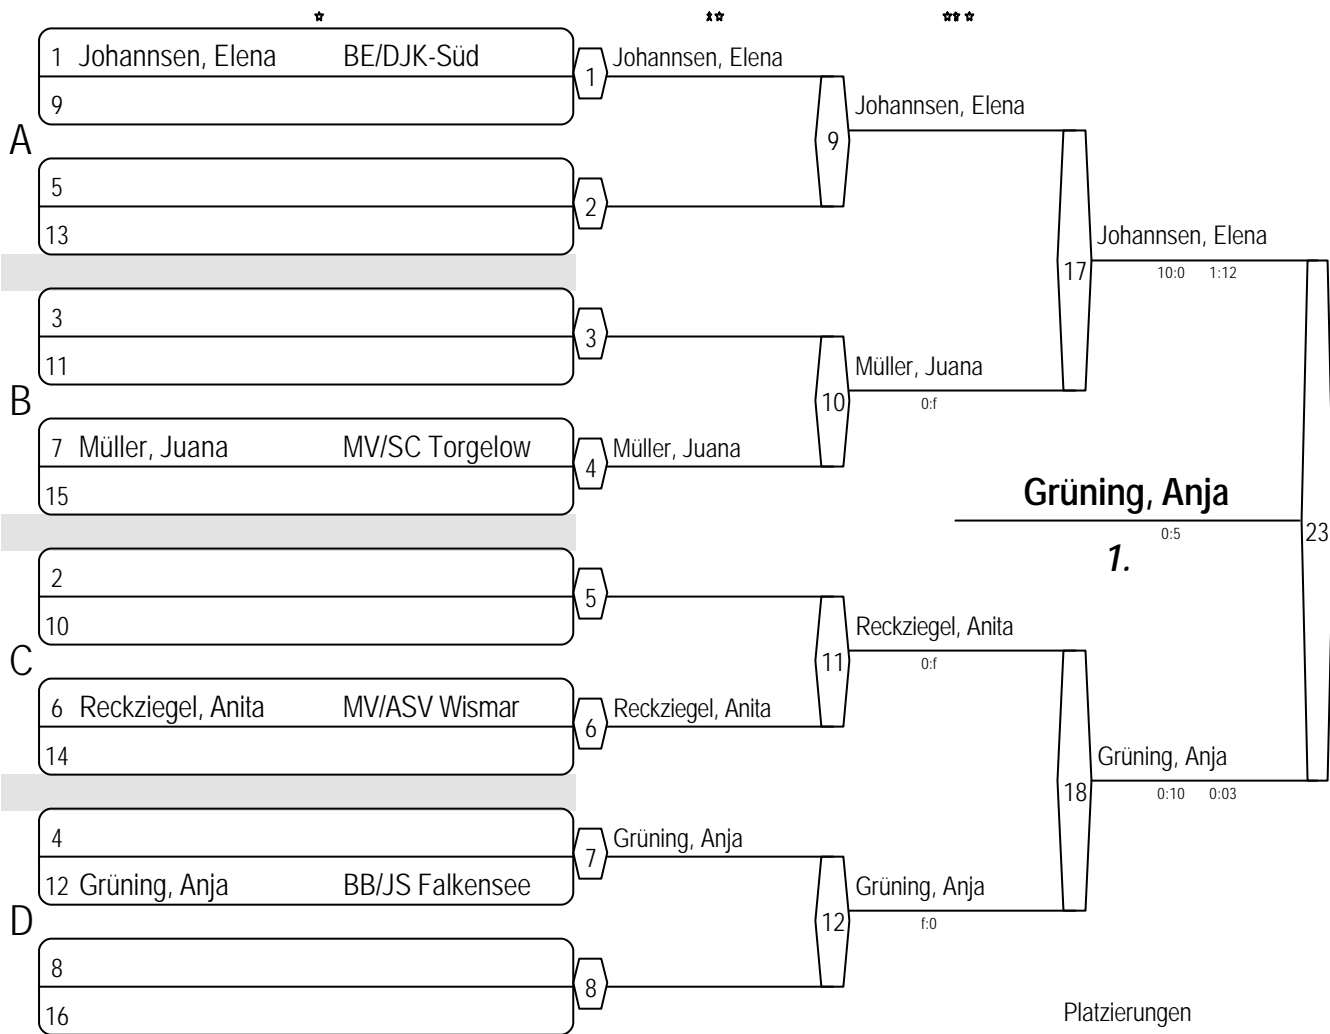 1 Johannsen, Elena BE/DJK-Süd
9
A
5
13
3
11
B
7 Müller, Juana MV/SC Torgelow
15
2
10
C
6 Reckziegel, Anita MV/ASV Wismar
14
4
12 Grüning, Anja BB/JS Falkensee
D
8
16
1 Johannsen, Elena
2
3
4 Müller, Juana
5
6 Reckziegel, Anita
7 Grüning, Anja
8
9 Johannsen, Elena
10 Müller, Juana
0:f
11 Reckziegel, Anita
0:f
12 Grüning, Anja
f:0
17 Johannsen, Elena
10:0 1:12
18 Grüning, Anja
0:10 0:03
Grüning, Anja
0:5
23
1.
Platzierungen